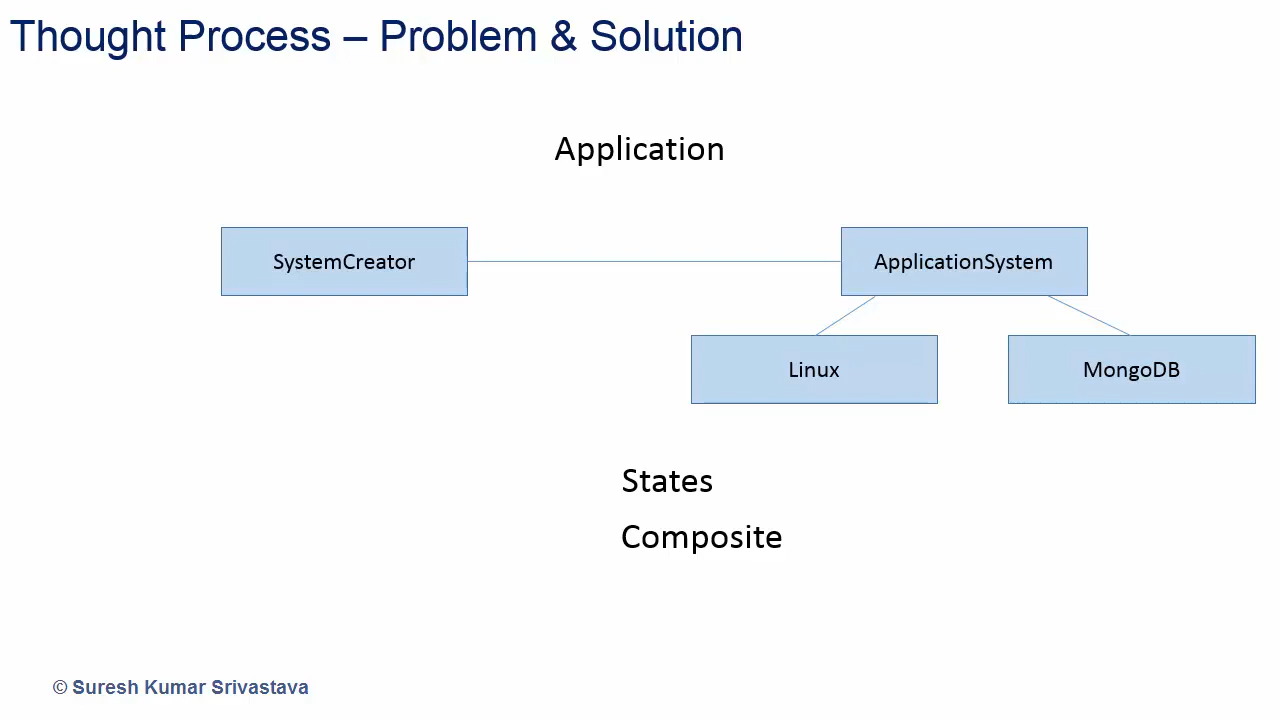 Thought Process – Problem & Solution
Application
SystemCreator
ApplicationSystem
Linux
MongoDB
States
Composite
© Suresh Kumar Srivastava